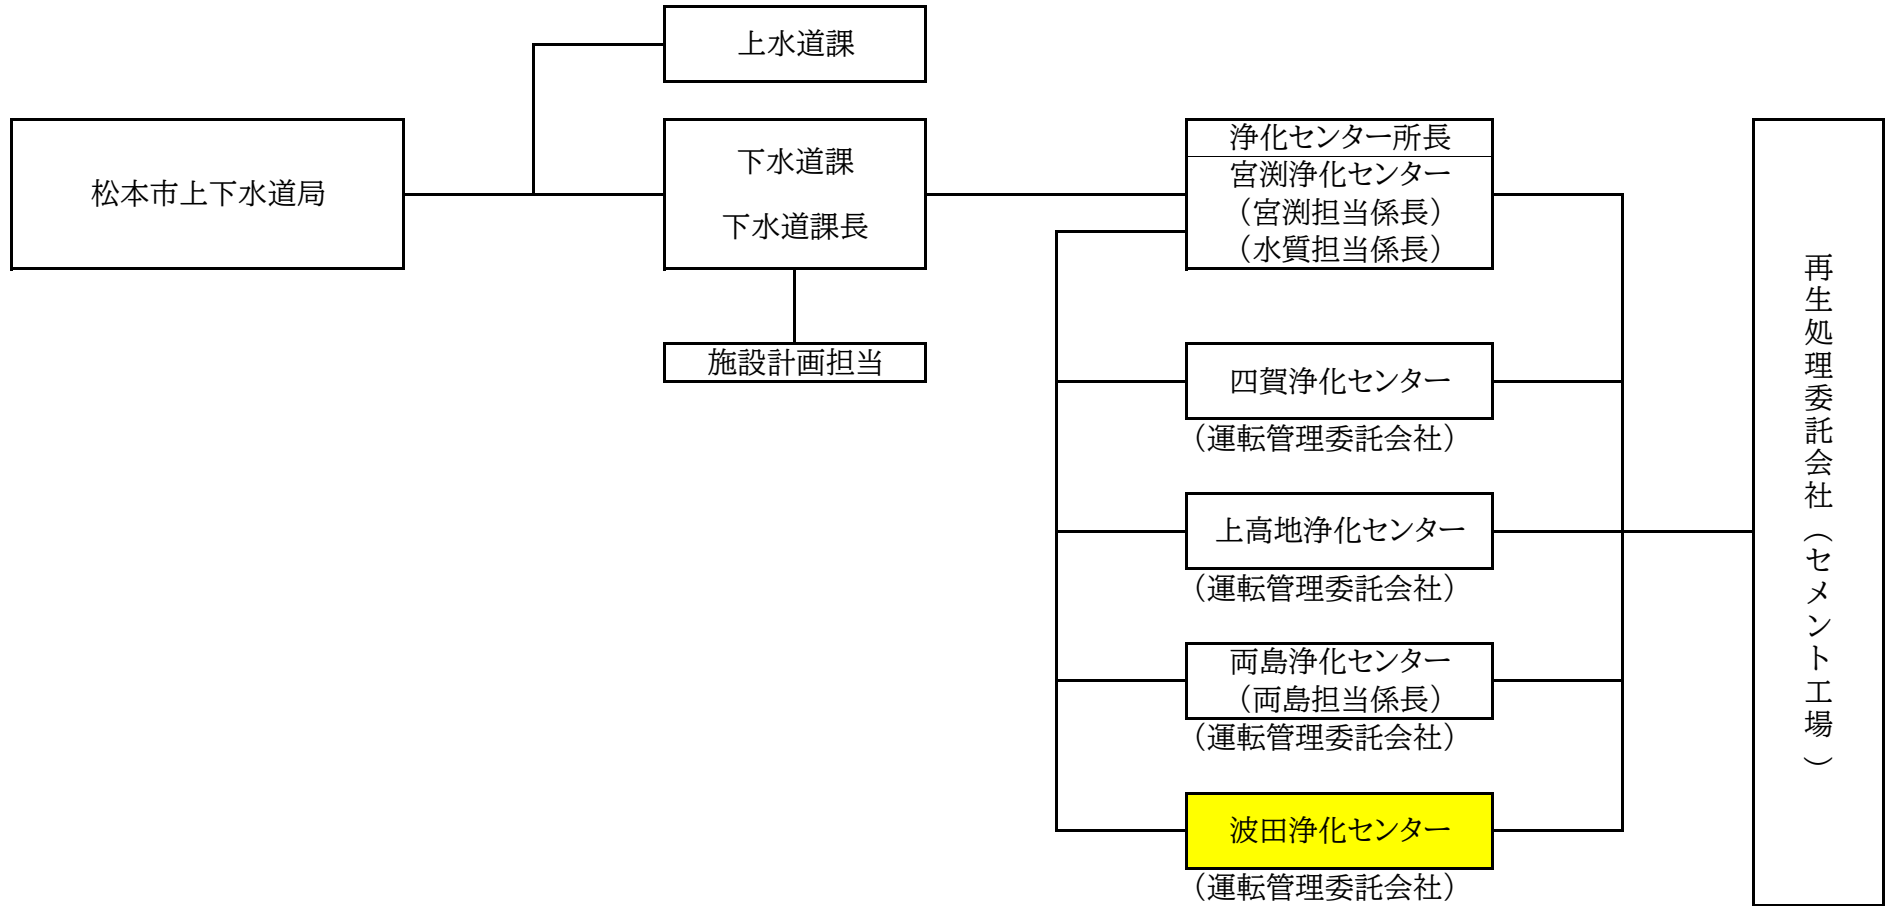 上水道課
松本市上下水道局
下水道課
下水道課長
施設計画担当
浄化センター所長
宮渕浄化センター
（宮渕担当係長）
（水質担当係長）
四賀浄化センター
（運転管理委託会社）
上高地浄化センター
（運転管理委託会社）
両島浄化センター
（両島担当係長）
（運転管理委託会社）
波田浄化センター
（運転管理委託会社）
再生処理委託会社（セメント工場）